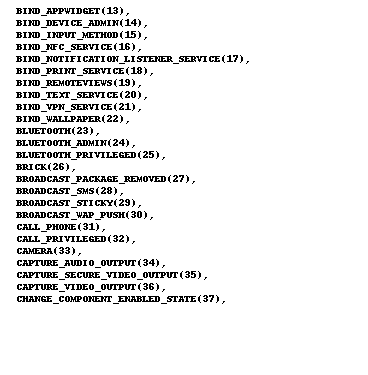 BIND_APPWIDGET(13),
BIND_DEVICE_ADMIN(14),
BIND_INPUT_METHOD(15),
BIND_NFC_SERVICE(16),
BIND_NOTIFICATION_LISTENER_SERVICE(17),
BIND_PRINT_SERVICE(18),
BIND_REMOTEVIEWS(19),
BIND_TEXT_SERVICE(20),
BIND_VPN_SERVICE(21),
BIND_WALLPAPER(22),
BLUETOOTH(23),
BLUETOOTH_ADMIN(24),
BLUETOOTH_PRIVILEGED(25),
BRICK(26),
BROADCAST_PACKAGE_REMOVED(27),
BROADCAST_SMS(28),
BROADCAST_STICKY(29),
BROADCAST_WAP_PUSH(30),
CALL_PHONE(31),
CALL_PRIVILEGED(32),
CAMERA(33),
CAPTURE_AUDIO_OUTPUT(34),
CAPTURE_SECURE_VIDEO_OUTPUT(35),
CAPTURE_VIDEO_OUTPUT(36),
CHANGE_COMPONENT_ENABLED_STATE(37),